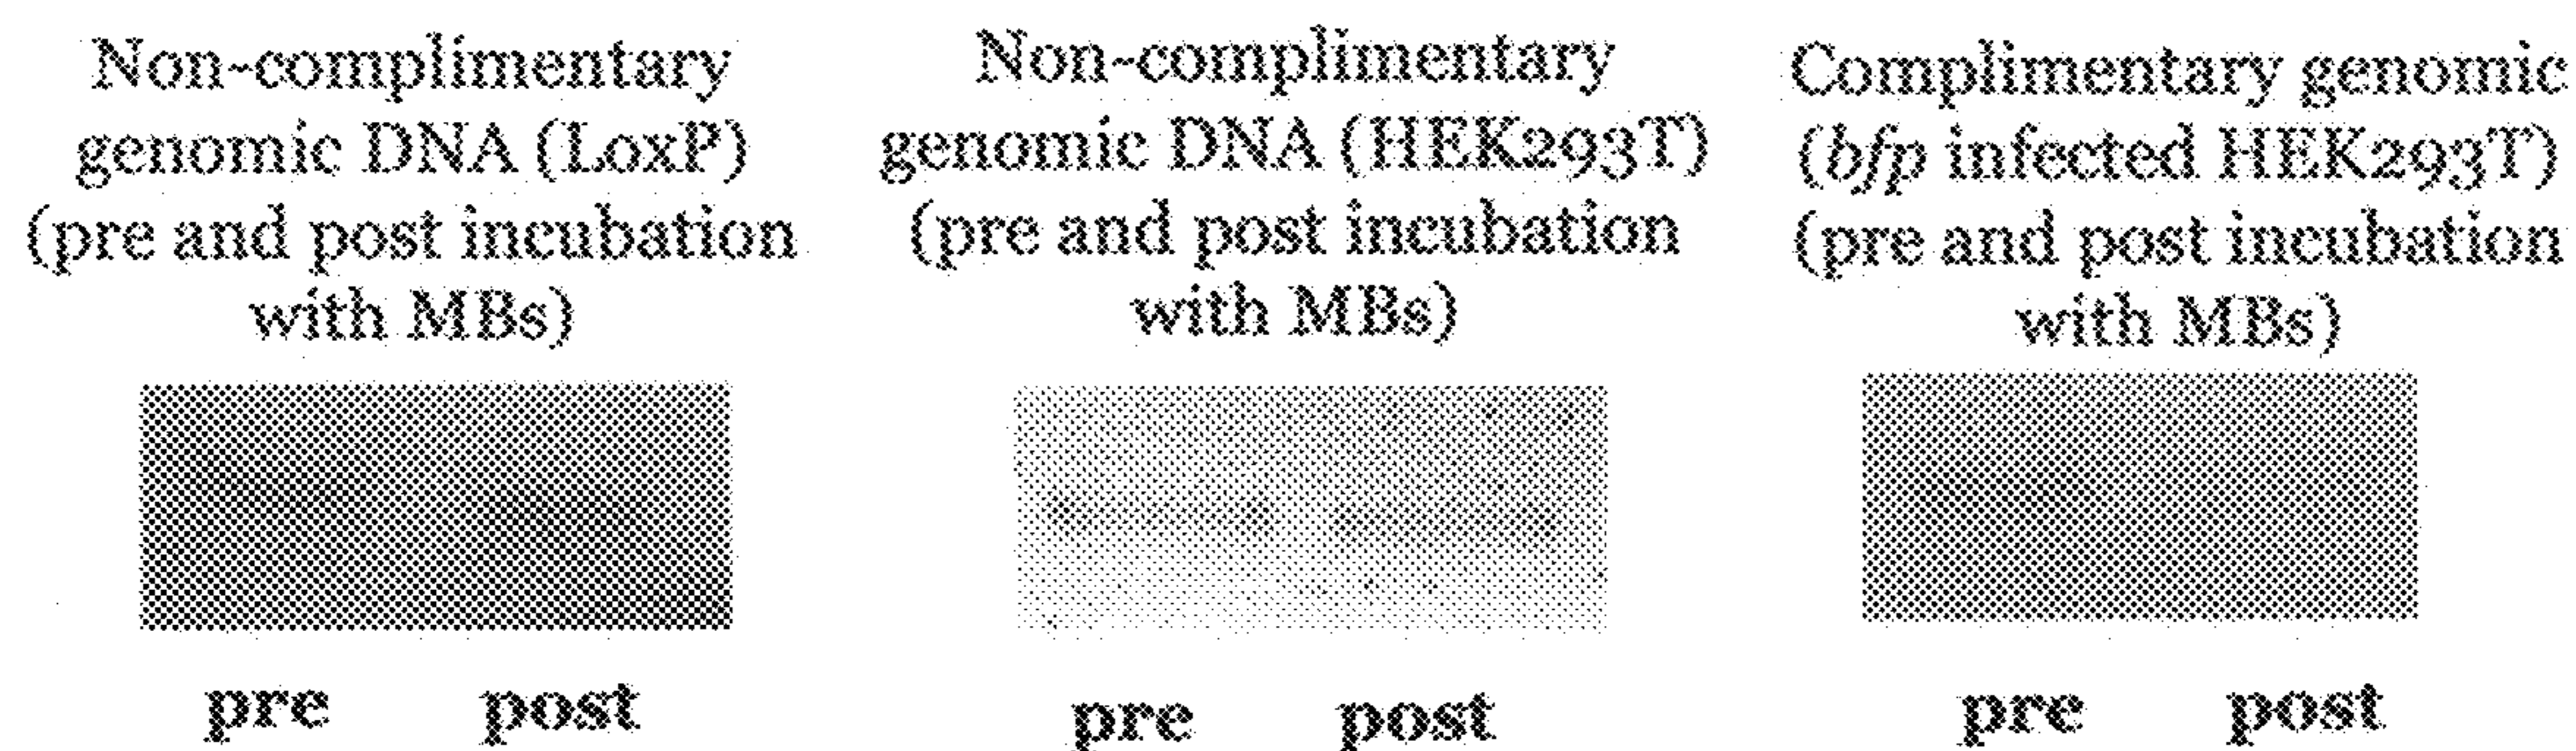 Non-complimentary
genomic DNA (LoxP)
(pre and post incubation
with MBs)
pre post
Non-complimentary
genomic DNA (HEK293T)
(pre and post incubation
with MBs)
pre post
Complimentary genomic
(bfp infected HEK293T)
(pre and post incubation
with MBs)
pre post